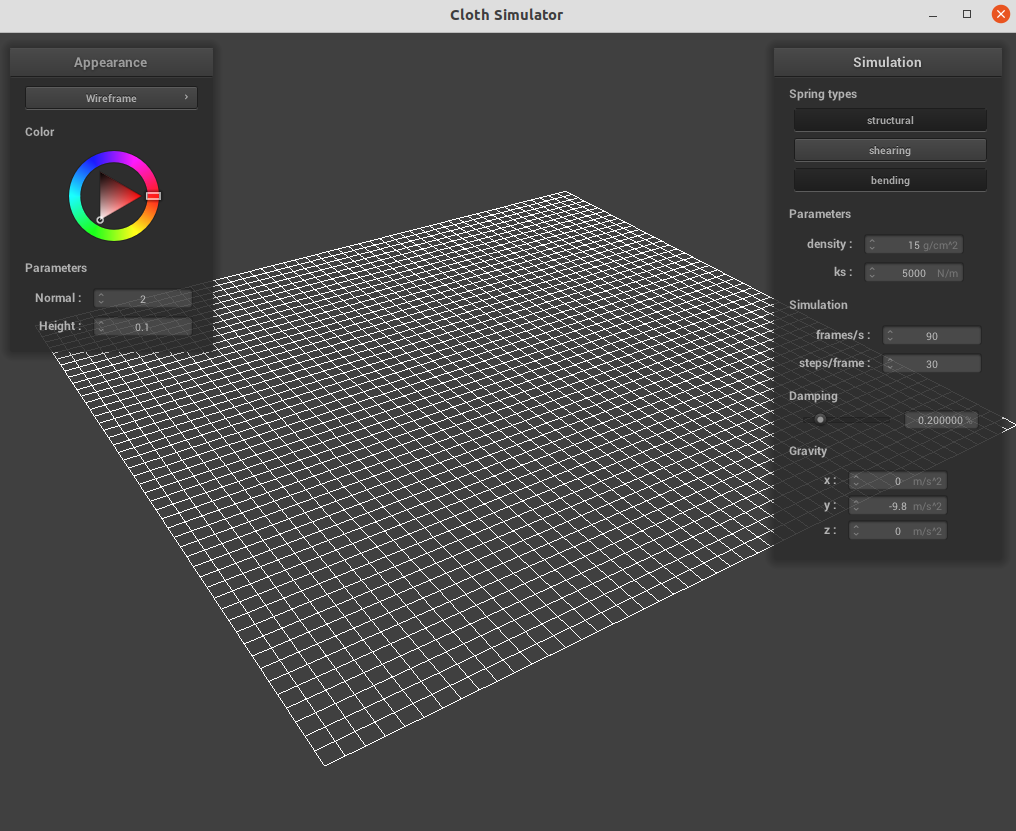 Cloth Simulator
Appearance
Wireframe
Color
Parameters
Normal : 2
Height : 0.1
Simulation
Spring types
structural
shearing
bending
Parameters
density : 15 g/cm^2
ks : 5000 N/m
Simulation
frames/s : 90
steps/frame : 30
Damping
0.200000 %
Gravity
x : 0 m/s^2
y : -9.8 m/s^2
z : 0 m/s^2